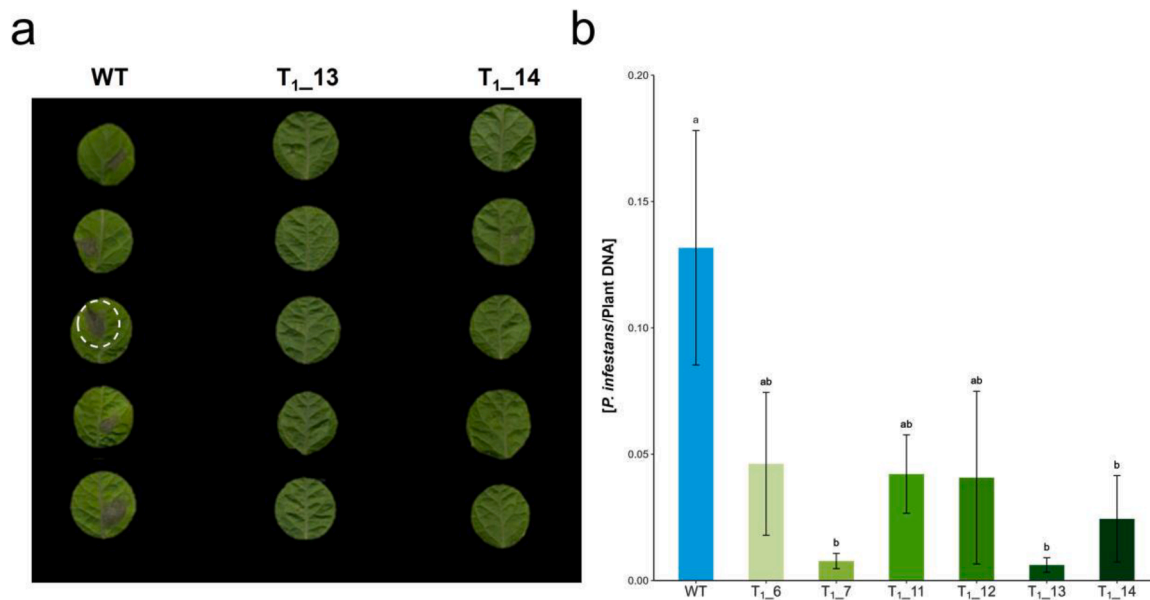 a
WT T₁_13 T₁_14
b
[P. infestans/Plant DNA]
0.20
0.15
0.10
0.05
0.00
a
ab
b
ab
ab
b
b
WT T₁_6 T₁_7 T₁_11 T₁_12 T₁_13 T₁_14